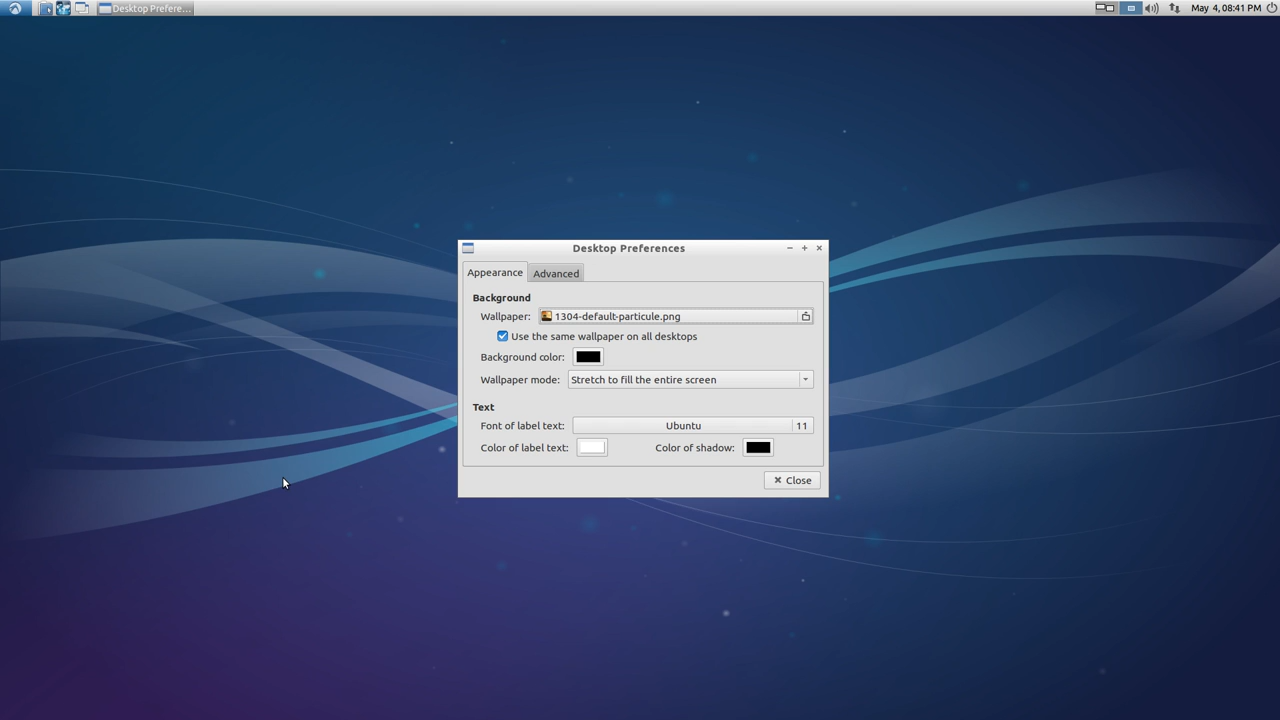 Desktop Prefere...
May 4, 08:41 PM
Desktop Preferences
Appearance
Advanced
Background
Wallpaper: 1304-default-particule.png
Use the same wallpaper on all desktops
Background color:
Wallpaper mode: Stretch to fill the entire screen
Text
Font of label text: Ubuntu 11
Color of label text: Color of shadow:
Close